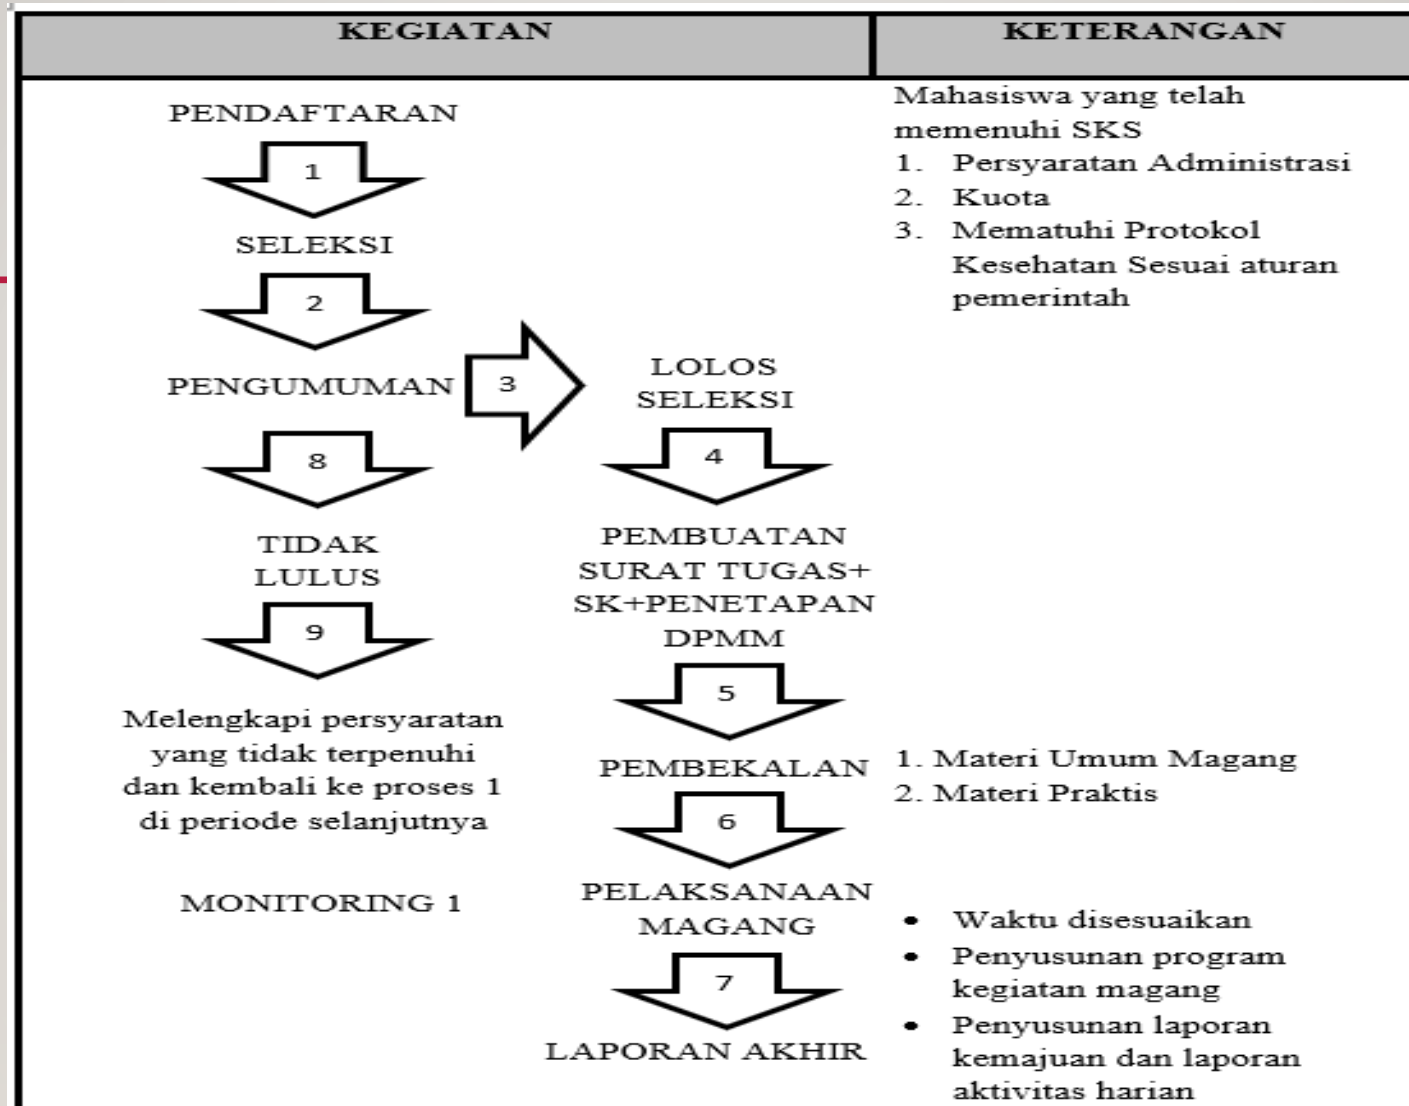 KEGIATAN
KETERANGAN
PENDAFTARAN
1
SELEKSI
2
PENGUMUMAN
3
LOLOS
SELEKSI
8
4
TIDAK
LULUS
PEMBUATAN
SURAT TUGAS+
SK+PENETAPAN
DPMM
9
5
Melengkapi persyaratan
yang tidak terpenuhi
dan kembali ke proses 1
di periode selanjutnya
PEMBEKALAN
6
MONITORING 1
PELAKSANAAN
MAGANG
7
LAPORAN AKHIR
Mahasiswa yang telah
memenuhi SKS
1. Persyaratan Administrasi
2. Kuota
3. Mematuhi Protokol
Kesehatan Sesuai aturan
pemerintah
1. Materi Umum Magang
2. Materi Praktis
• Waktu disesuaikan
• Penyusunan program
kegiatan magang
• Penyusunan laporan
kemajuan dan laporan
aktivitas harian